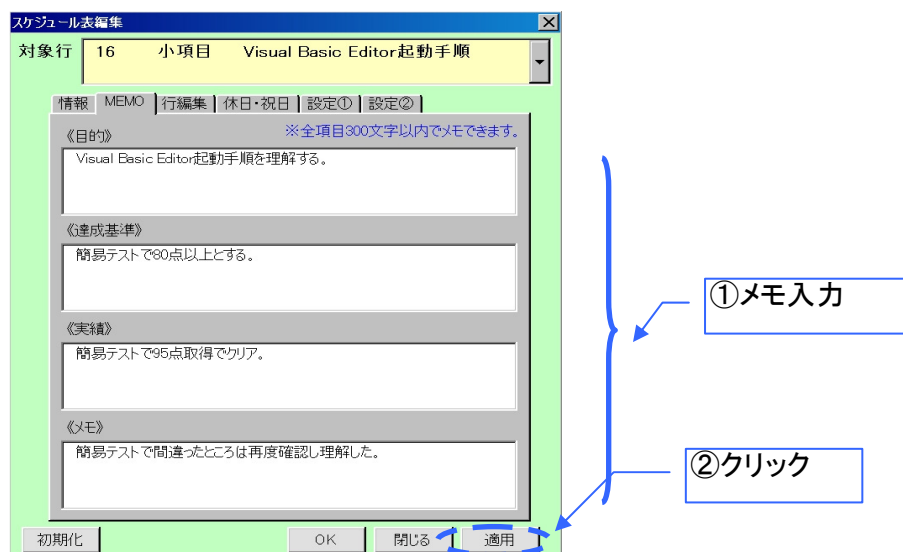 スケジュール表編集
対象行 16 小項目 Visual Basic Editor起動手順
情報 MEMO 行編集 休日・祝日 設定① 設定②
《目的》 ※全項目300文字以内でメモできます。
Visual Basic Editor起動手順を理解する。
《達成基準》
簡易テストで80点以上とする。
①メモ入力
《実績》
簡易テストで95点取得でクリア。
《メモ》
簡易テストで間違ったところは再度確認し理解した。
②クリック
初期化 OK 閉じる 適用